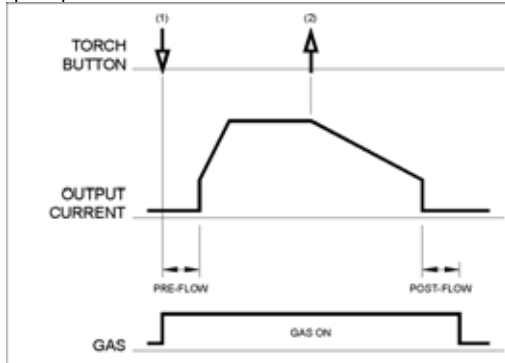 (1)
(2)
TORCH
BUTTON
OUTPUT
CURRENT
PRE-FLOW
POST-FLOW
GAS ON
GAS